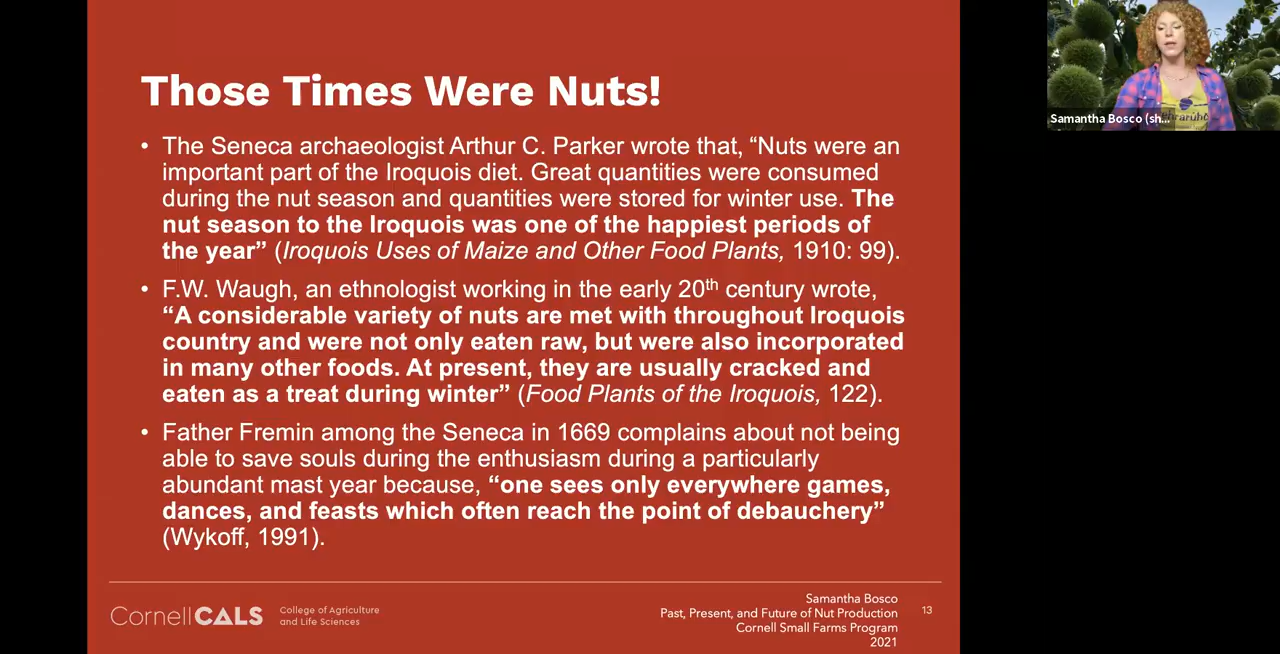 Those Times Were Nuts!
• The Seneca archaeologist Arthur C. Parker wrote that, “Nuts were an
important part of the Iroquois diet. Great quantities were consumed
during the nut season and quantities were stored for winter use. The
nut season to the Iroquois was one of the happiest periods of
the year” (Iroquois Uses of Maize and Other Food Plants, 1910: 99).
• F.W. Waugh, an ethnologist working in the early 20th century wrote,
“A considerable variety of nuts are met with throughout Iroquois
country and were not only eaten raw, but were also incorporated
in many other foods. At present, they are usually cracked and
eaten as a treat during winter” (Food Plants of the Iroquois, 122).
• Father Fremin among the Seneca in 1669 complains about not being
able to save souls during the enthusiasm during a particularly
abundant mast year because, “one sees only everywhere games,
dances, and feasts which often reach the point of debauchery”
(Wykoff, 1991).
CornellCALS
College of Agriculture
and Life Sciences
Samantha Bosco
Past, Present, and Future of Nut Production
Cornell Small Farms Program
2021
13
Samantha Bosco (sh...